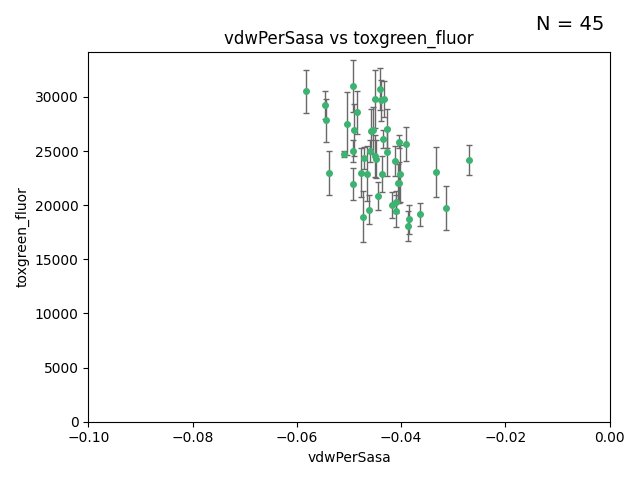 N = 45
vdwPerSasa vs toxgreen_fluor
toxgreen_fluor
30000
25000
20000
15000
10000
5000
0
−0.10 −0.08 −0.06 −0.04 −0.02 0.00
vdwPerSasa